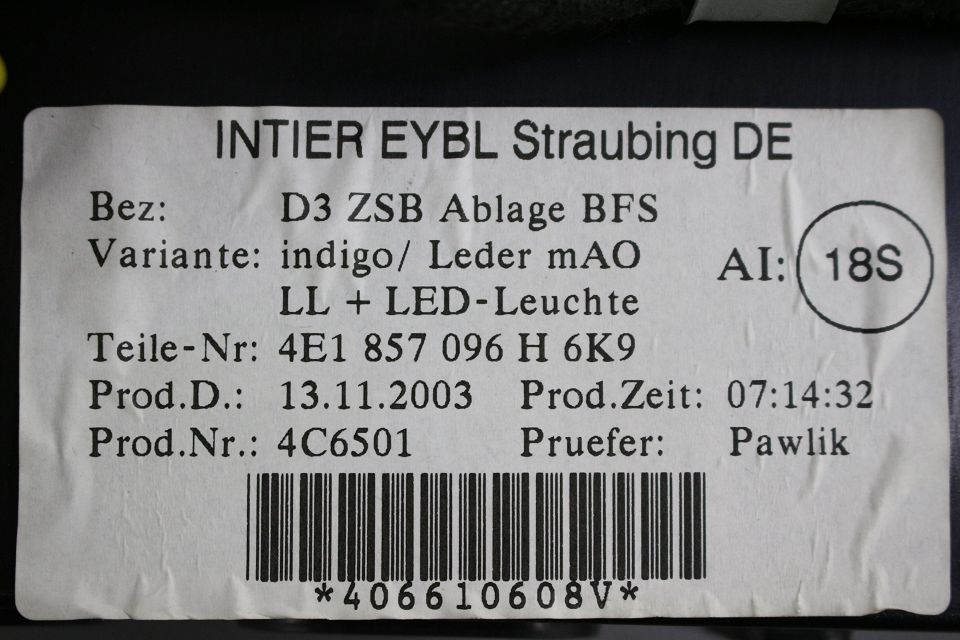 INTIER EYBL Straubing DE
Bez: D3 ZSB Ablage BFS
Variante: indigo/ Leder mAO
AI: 18S
LL + LED-Leuchte
Teile-Nr: 4E1 857 096 H 6K9
Prod.D.: 13.11.2003 Prod.Zeit: 07:14:32
Prod.Nr.: 4C6501 Pruefer: Pawlik
*406610608V*